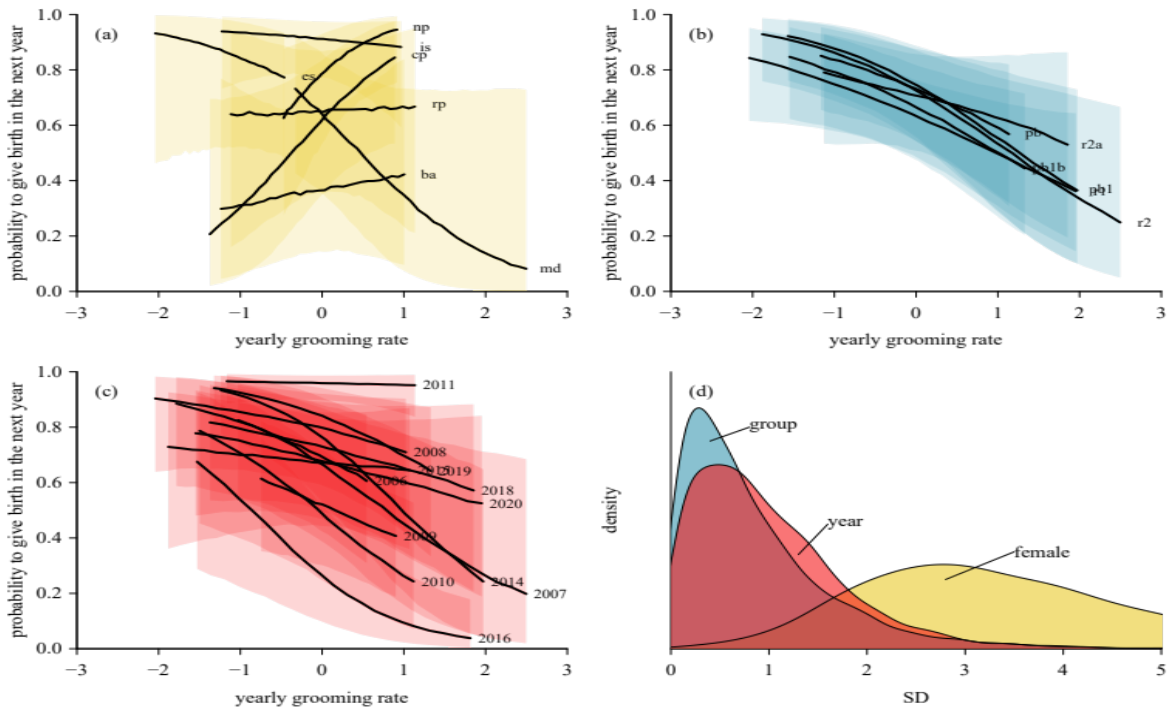 (a)
probability to give birth in the next year
1.0
0.8
0.6
0.4
0.2
0.0
np
is
cp
es
rp
ba
md
−3 −2 −1 0 1 2 3
yearly grooming rate
(b)
probability to give birth in the next year
1.0
0.8
0.6
0.4
0.2
0.0
pb
r2a
pb1b
pb1
r1
r2
−3 −2 −1 0 1 2 3
yearly grooming rate
(c)
probability to give birth in the next year
1.0
0.8
0.6
0.4
0.2
0.0
2011
2008
2019
2006
2018
2020
2009
2010
2014
2007
2016
−3 −2 −1 0 1 2 3
yearly grooming rate
(d)
density
group
year
female
0 1 2 3 4 5
SD